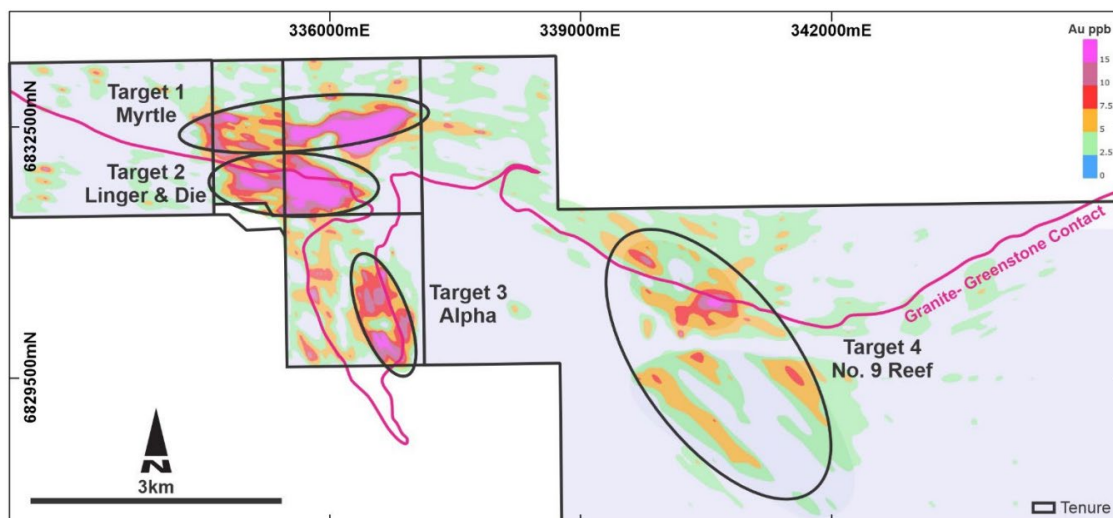 336000mE
339000mE
342000mE
Au ppb
15
10
7.5
5
2.5
0
6832500mN
6829500mN
Target 1
Myrtle
Target 2
Linger & Die
Target 3
Alpha
Target 4
No. 9 Reef
Granite- Greenstone Contact
N
3km
Tenure